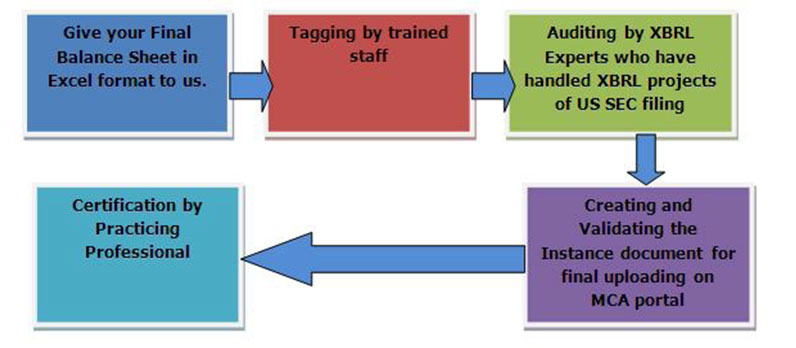 Give your Final
Balance Sheet in
Excel format to us.
Tagging by trained
staff
Auditing by XBRL
Experts who have
handled XBRL projects
of US SEC filing
Creating and
Validating the
Instance document for
final uploading on
MCA portal
Certification by
Practicing
Professional